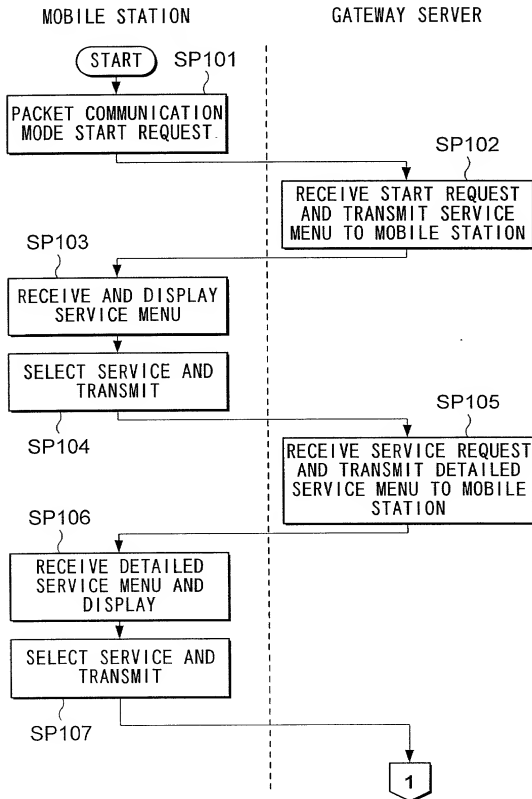 MOBILE STATION
GATEWAY SERVER
START
SP101
PACKET COMMUNICATION
MODE START REQUEST
SP102
RECEIVE START REQUEST
AND TRANSMIT SERVICE
MENU TO MOBILE STATION
SP103
RECEIVE AND DISPLAY
SERVICE MENU
SELECT SERVICE AND
TRANSMIT
SP104
SP105
RECEIVE SERVICE REQUEST
AND TRANSMIT DETAILED
SERVICE MENU TO MOBILE
STATION
SP106
RECEIVE DETAILED
SERVICE MENU AND
DISPLAY
SELECT SERVICE AND
TRANSMIT
SP107
1